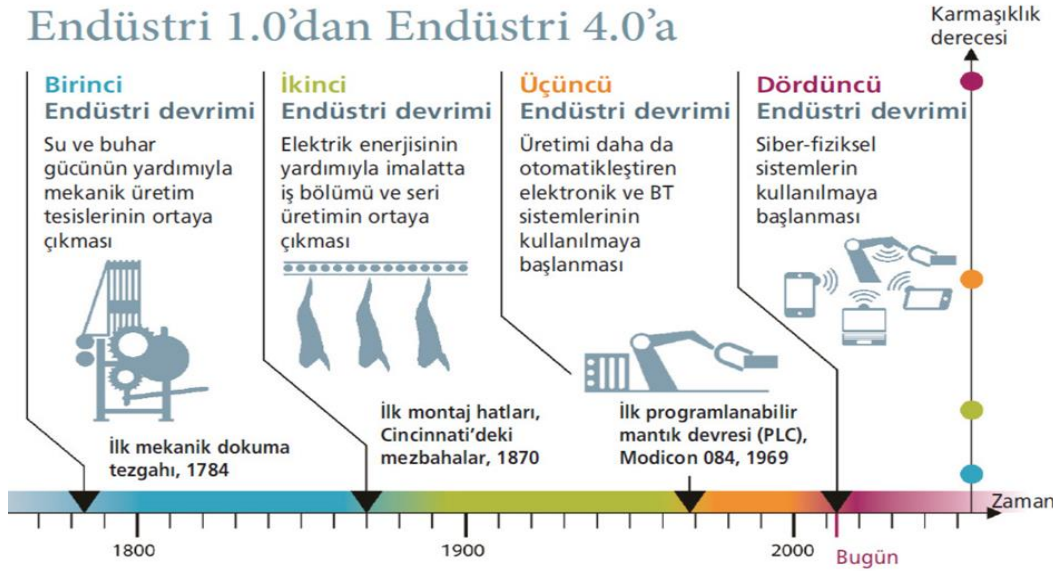 Endüstri 1.0’dan Endüstri 4.0’a
Karmaşıklık
derecesi
Birinci
Endüstri devrimi
Su ve buhar
gücünün yardımıyla
mekanik üretim
tesislerinin ortaya
çıkması
İkinci
Endüstri devrimi
Elektrik enerjisinin
yardımıyla imalatta
iş bölümü ve seri
üretimin ortaya
çıkması
Üçüncü
Endüstri devrimi
Üretimi daha da
otomatikleştiren
elektronik ve BT
sistemlerinin
kullanılmaya
başlanması
Dördüncü
Endüstri devrimi
Siber-fiziksel
sistemlerin
kullanılmaya
başlanması
İlk mekanik dokuma
tezgahı, 1784
İlk montaj hatları,
Cincinnati’deki
mezbahalar, 1870
İlk programlanabilir
mantık devresi (PLC),
Modicon 084, 1969
Zaman
1800
1900
2000
Bugün